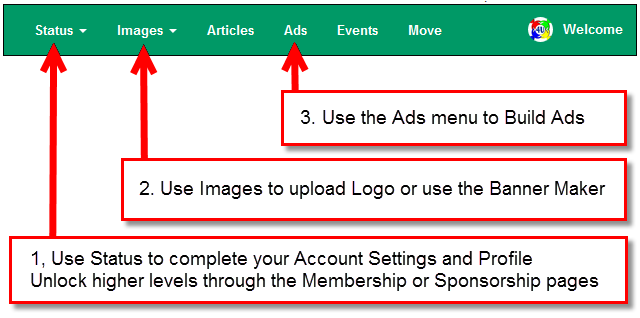 Status Images Articles Ads Events Move 4U Welcome
3. Use the Ads menu to Build Ads
2. Use Images to upload Logo or use the Banner Maker
1, Use Status to complete your Account Settings and Profile
Unlock higher levels through the Membership or Sponsorship pages